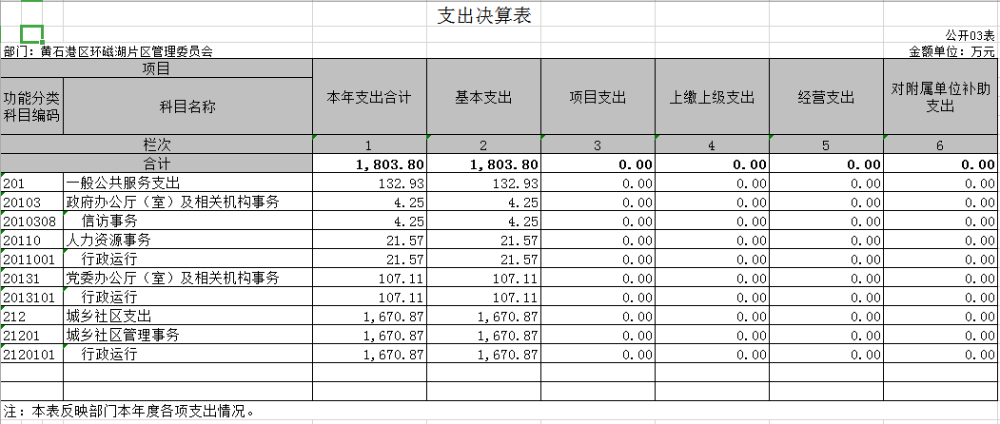 支出决算表
公开03表
部门：黄石港区环磁湖片区管理委员会 金额单位：万元
项目 本年支出合计 基本支出 项目支出 上缴上级支出 经营支出 对附属单位补助支出
功能分类科目编码 科目名称
栏次 1 2 3 4 5 6
合计 1,803.80 1,803.80 0.00 0.00 0.00 0.00
201 一般公共服务支出 132.93 132.93 0.00 0.00 0.00 0.00
20103 政府办公厅（室）及相关机构事务 4.25 4.25 0.00 0.00 0.00 0.00
2010308 信访事务 4.25 4.25 0.00 0.00 0.00 0.00
20110 人力资源事务 21.57 21.57 0.00 0.00 0.00 0.00
2011001 行政运行 21.57 21.57 0.00 0.00 0.00 0.00
20131 党委办公厅（室）及相关机构事务 107.11 107.11 0.00 0.00 0.00 0.00
2013101 行政运行 107.11 107.11 0.00 0.00 0.00 0.00
212 城乡社区支出 1,670.87 1,670.87 0.00 0.00 0.00 0.00
21201 城乡社区管理事务 1,670.87 1,670.87 0.00 0.00 0.00 0.00
2120101 行政运行 1,670.87 1,670.87 0.00 0.00 0.00 0.00
注：本表反映部门本年度各项支出情况。